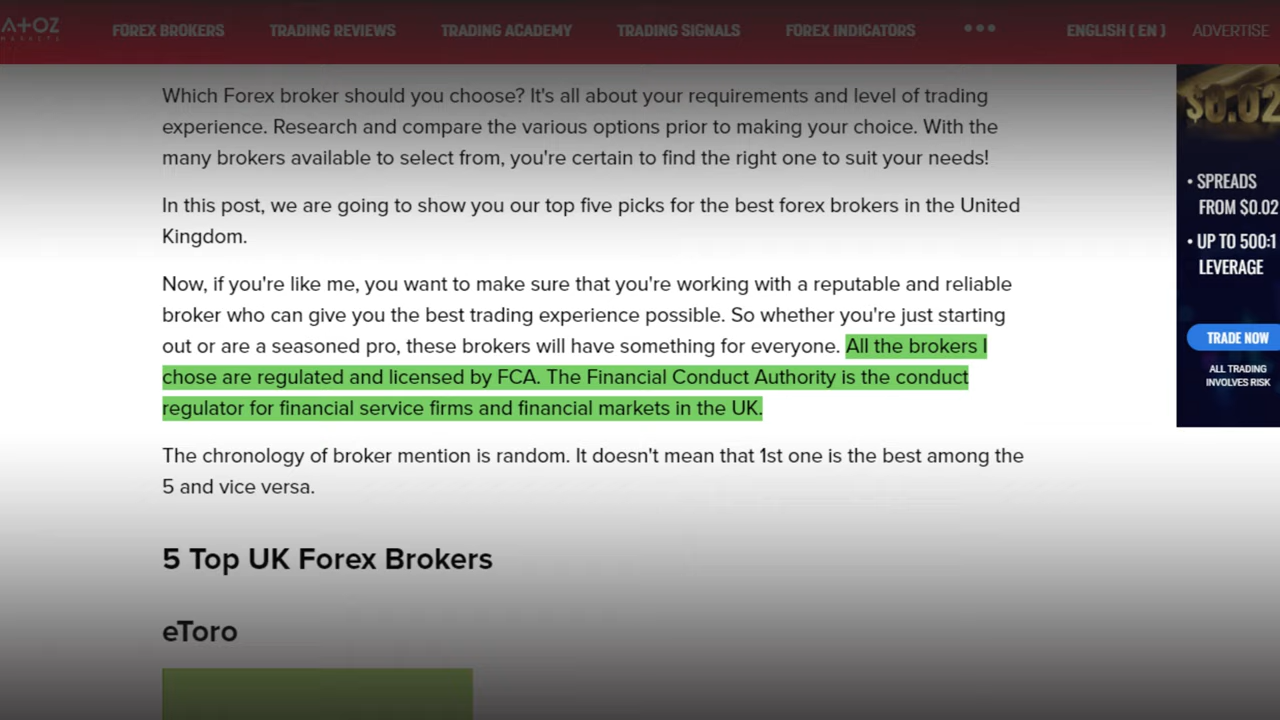 A+OZ
MARKETS
FOREX BROKERS
TRADING REVIEWS
TRADING ACADEMY
TRADING SIGNALS
FOREX INDICATORS
•••
ENGLISH ( EN )
ADVERTISE
Which Forex broker should you choose? It's all about your requirements and level of trading
experience. Research and compare the various options prior to making your choice. With the
many brokers available to select from, you're certain to find the right one to suit your needs!
In this post, we are going to show you our top five picks for the best forex brokers in the United
Kingdom.
Now, if you're like me, you want to make sure that you're working with a reputable and reliable
broker who can give you the best trading experience possible. So whether you're just starting
out or are a seasoned pro, these brokers will have something for everyone. All the brokers I
chose are regulated and licensed by FCA. The Financial Conduct Authority is the conduct
regulator for financial service firms and financial markets in the UK.
The chronology of broker mention is random. It doesn't mean that 1st one is the best among the
5 and vice versa.
5 Top UK Forex Brokers
eToro
$0.02
• SPREADS
FROM $0.02
• UP TO 500:1
LEVERAGE
TRADE NOW
ALL TRADING
INVOLVES RISK